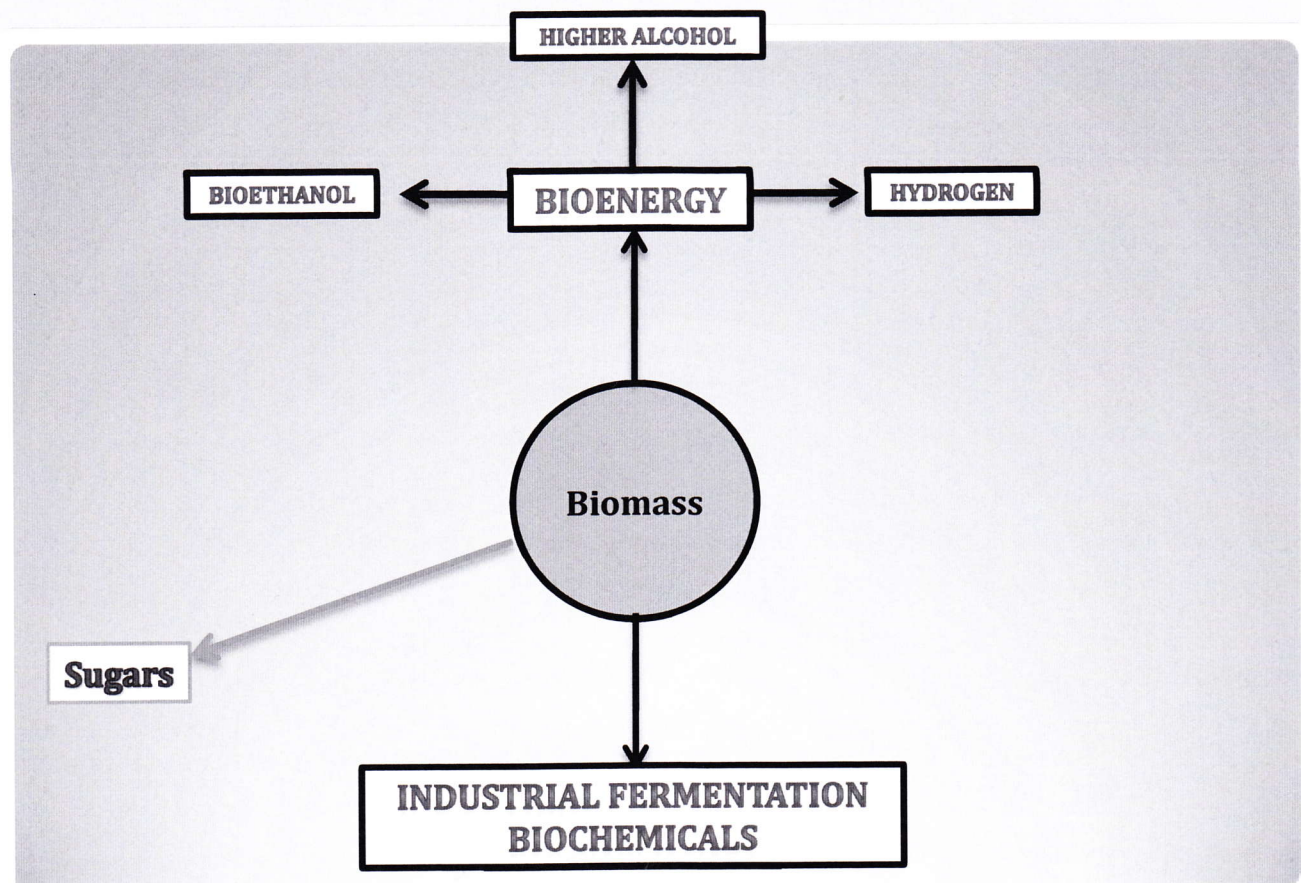 HIGHER ALCOHOL
BIOETHANOL
BIOENERGY
HYDROGEN
Biomass
Sugars
INDUSTRIAL FERMENTATION
BIOCHEMICALS